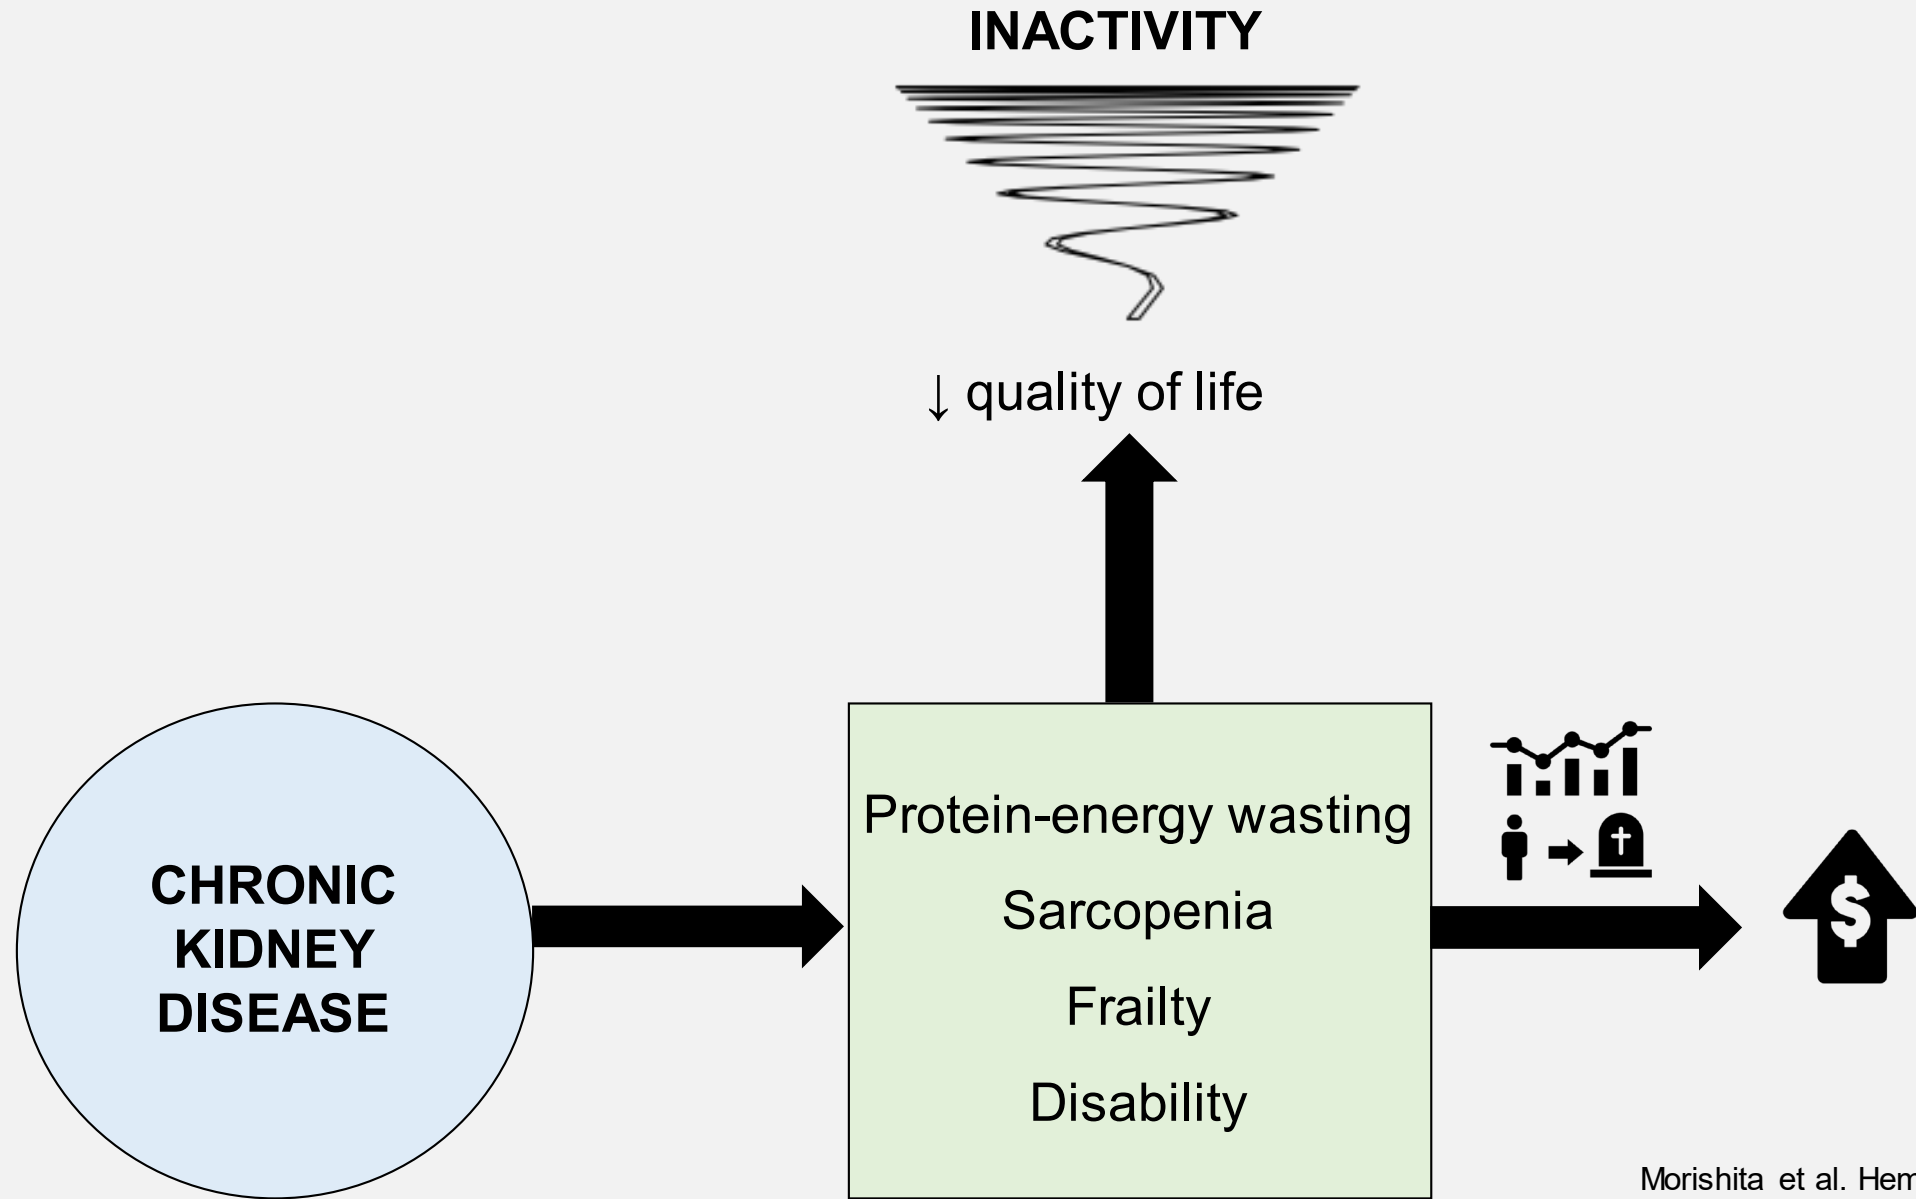 INACTIVITY
↓ quality of life
CHRONIC
KIDNEY
DISEASE
Protein-energy wasting
Sarcopenia
Frailty
Disability
$
Morishita et al. Hem